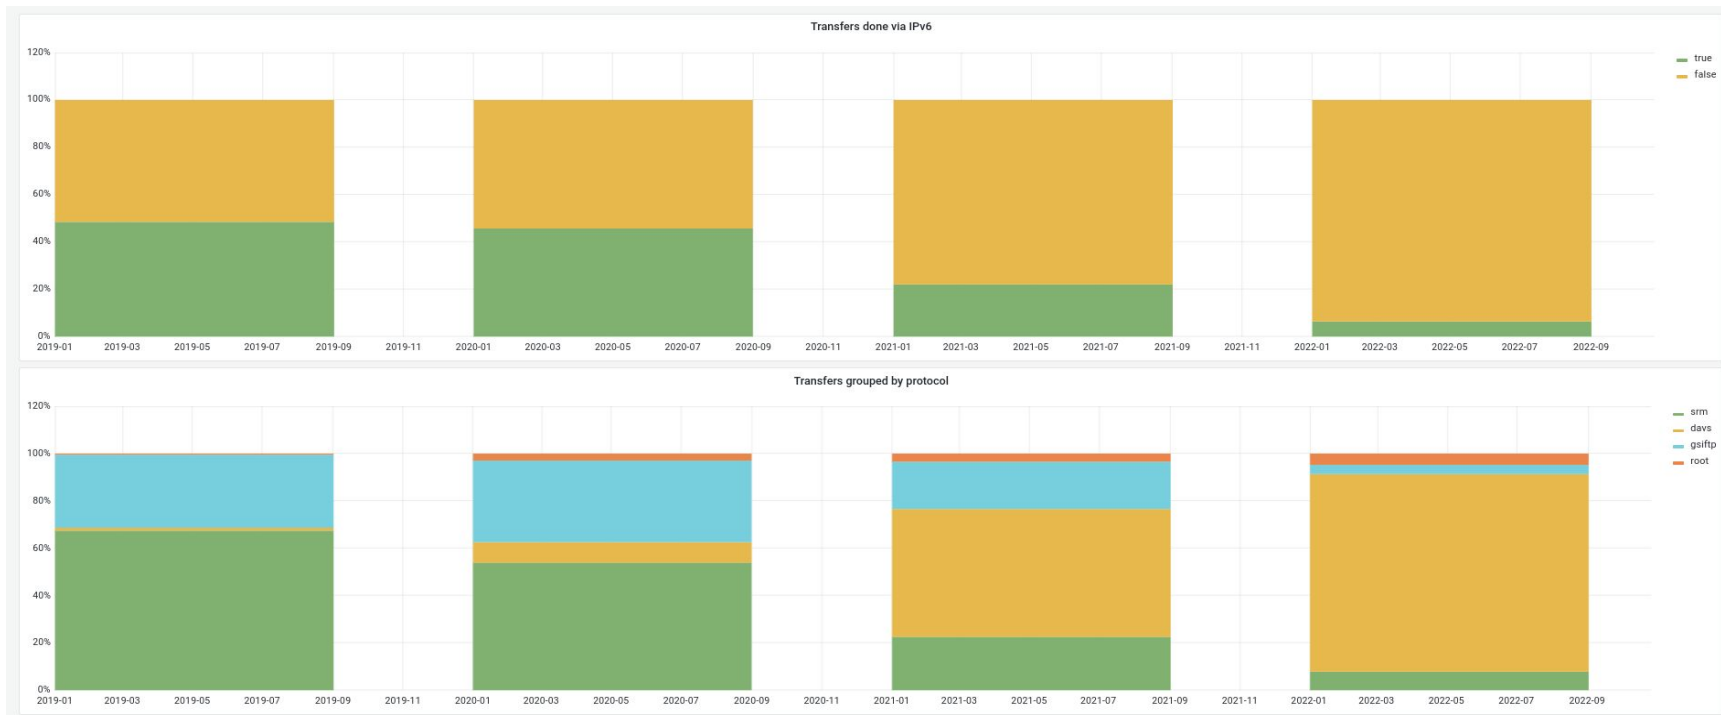 Transfers done via IPv6
120%
100%
80%
60%
40%
20%
0%
2019-01 2019-03 2019-05 2019-07 2019-09 2019-11 2020-01 2020-03 2020-05 2020-07 2020-09 2020-11 2021-01 2021-03 2021-05 2021-07 2021-09 2021-11 2022-01 2022-03 2022-05 2022-07 2022-09
true
false
Transfers grouped by protocol
120%
100%
80%
60%
40%
20%
0%
2019-01 2019-03 2019-05 2019-07 2019-09 2019-11 2020-01 2020-03 2020-05 2020-07 2020-09 2020-11 2021-01 2021-03 2021-05 2021-07 2021-09 2021-11 2022-01 2022-03 2022-05 2022-07 2022-09
srm
davs
gsiftp
root